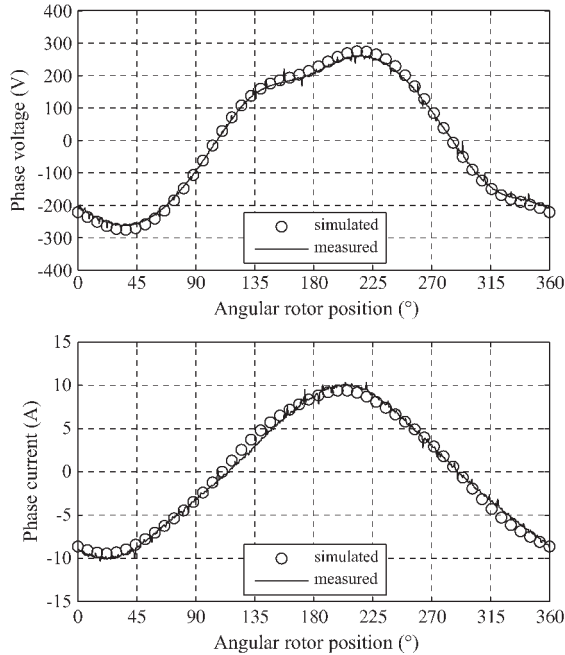 400
300
200
100
0
-100
-200
-300
-400
Phase voltage (V)
simulated
measured
0 45 90 135 180 225 270 315 360
Angular rotor position (°)
15
10
5
0
-5
-10
-15
Phase current (A)
simulated
measured
0 45 90 135 180 225 270 315 360
Angular rotor position (°)